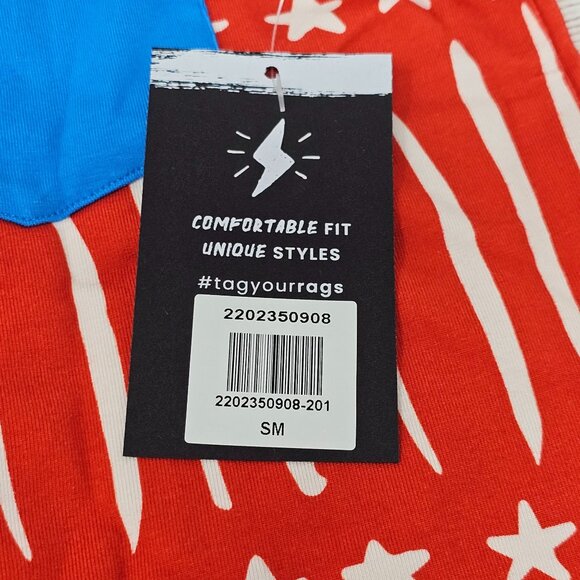 COMFORTABLE FIT
UNIQUE STYLES
#tagyourrags
2202350908
2202350908-201
SM